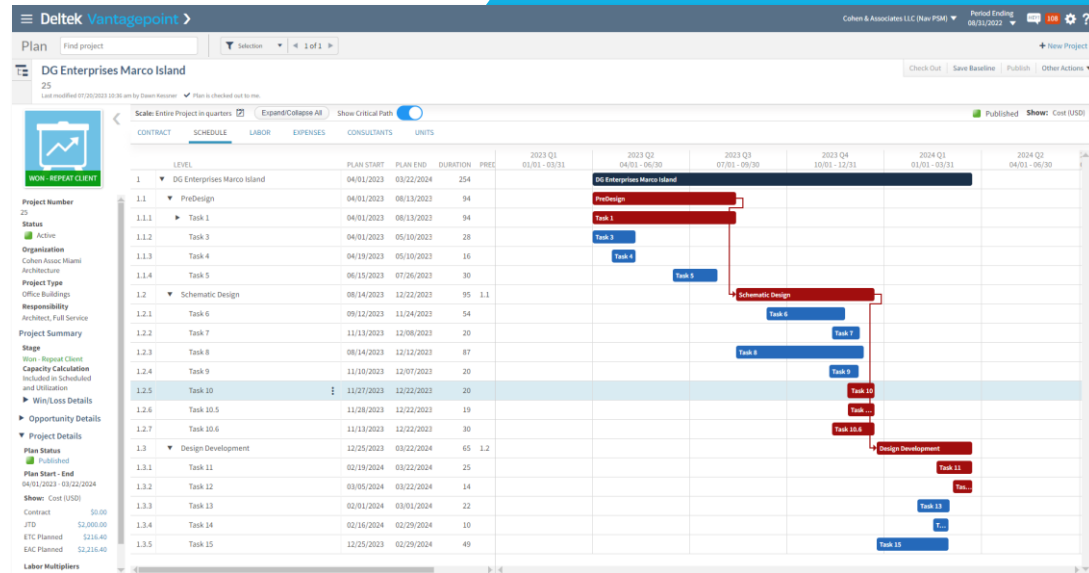 Deltek Vantagepoint
Cohen & Associates LLC (Nav PSM)
Period Ending
08/31/2022
108
?
Plan
Find project
Selection
1 of 1
+ New Project
DG Enterprises Marco Island
25
Last modified 07/20/2023 10:36 am by Dawn Kessner
Plan is checked out to me.
Check Out
Save Baseline
Publish
Other Actions
Scale: Entire Project in quarters
Expand/Collapse All
Show Critical Path
Published
Show: Cost (USD)
CONTRACT SCHEDULE LABOR EXPENSES CONSULTANTS UNITS
WON - REPEAT CLIENT
Project Number
25
Status
Active
Organization
Cohen Assoc Miami
Architecture
Project Type
Office Buildings
Responsibility
Architect, Full Service
Project Summary
Stage
Won - Repeat Client
Capacity Calculation
Included in Scheduled
and Utilization
Win/Loss Details
Opportunity Details
Project Details
Plan Status
Published
Plan Start - End
04/01/2023 - 03/22/2024
Show: Cost (USD)
Contract $0.00
JTD $2,000.00
ETC Planned $216.40
EAC Planned $2,216.40
Labor Multipliers
LEVEL PLAN START PLAN END DURATION PRED
1 DG Enterprises Marco Island 04/01/2023 03/22/2024 254
1.1 PreDesign 04/01/2023 08/13/2023 94
1.1.1 Task 1 04/01/2023 08/13/2023 94
1.1.2 Task 3 04/01/2023 05/10/2023 28
1.1.3 Task 4 04/19/2023 05/10/2023 16
1.1.4 Task 5 06/15/2023 07/26/2023 30
1.2 Schematic Design 08/14/2023 12/22/2023 95 1.1
1.2.1 Task 6 09/12/2023 11/24/2023 54
1.2.2 Task 7 11/13/2023 12/08/2023 20
1.2.3 Task 8 08/14/2023 12/12/2023 87
1.2.4 Task 9 11/10/2023 12/07/2023 20
1.2.5 Task 10 11/27/2023 12/22/2023 20
1.2.6 Task 10.5 11/28/2023 12/22/2023 19
1.2.7 Task 10.6 11/13/2023 12/22/2023 30
1.3 Design Development 12/25/2023 03/22/2024 65 1.2
1.3.1 Task 11 02/19/2024 03/22/2024 25
1.3.2 Task 12 03/05/2024 03/22/2024 14
1.3.3 Task 13 02/01/2024 03/01/2024 22
1.3.4 Task 14 02/16/2024 02/29/2024 10
1.3.5 Task 15 12/25/2023 02/29/2024 49
2023 Q1 2023 Q2 2023 Q3 2023 Q4 2024 Q1 2024 Q2
01/01 - 03/31 04/01 - 06/30 07/01 - 09/30 10/01 - 12/31 01/01 - 03/31 04/01 - 06/30
DG Enterprises Marco Island
PreDesign
Task 1
Task 3
Task 4
Task 5
Schematic Design
Task 6
Task 7
Task 8
Task 9
Task 10
Task ...
Task 10.6
Design Development
Task 11
Tas...
Task 13
T...
Task 15